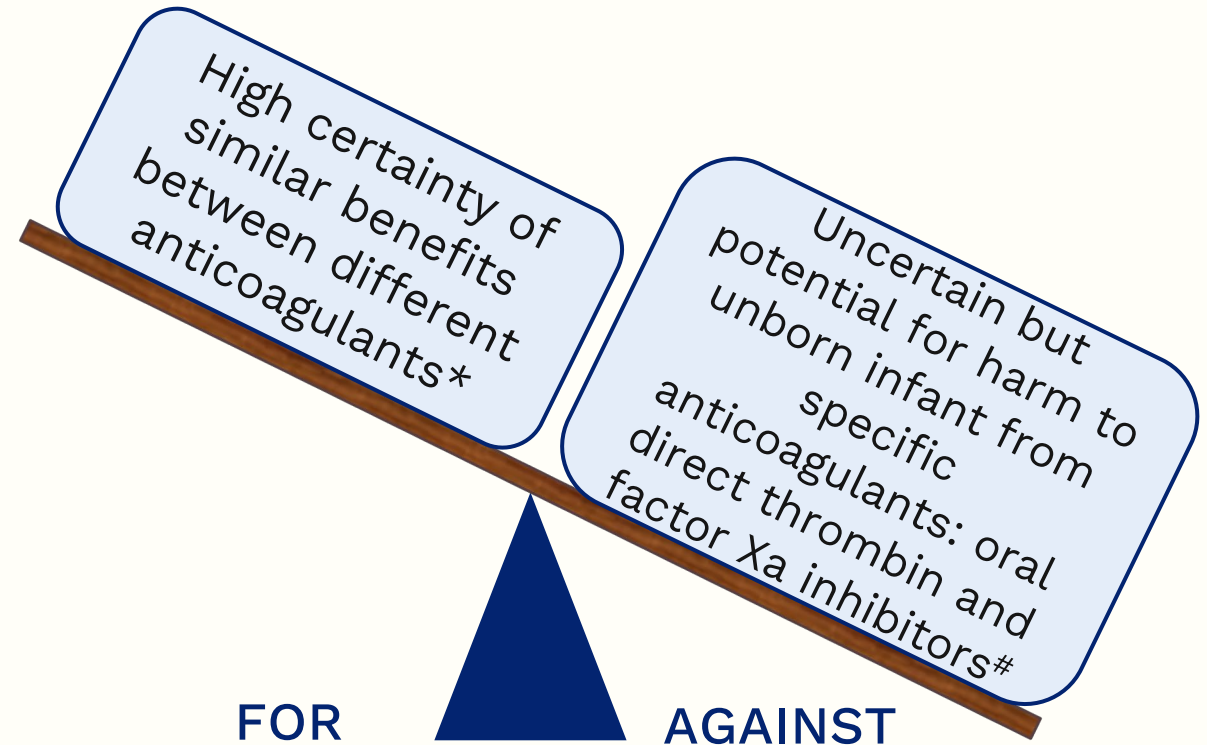 High certainty of
similar benefits
between different
anticoagulants*
Uncertain but
potential for harm to
unborn infant from
specific
anticoagulants: oral
direct thrombin and
factor Xa inhibitors#
FOR
AGAINST